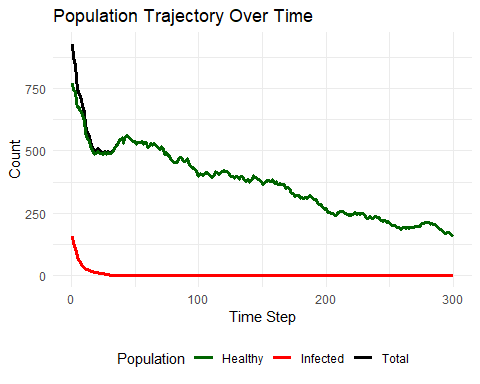 Population Trajectory Over Time
Count
750
500
250
0
0 100 200 300
Time Step
Population Healthy Infected Total